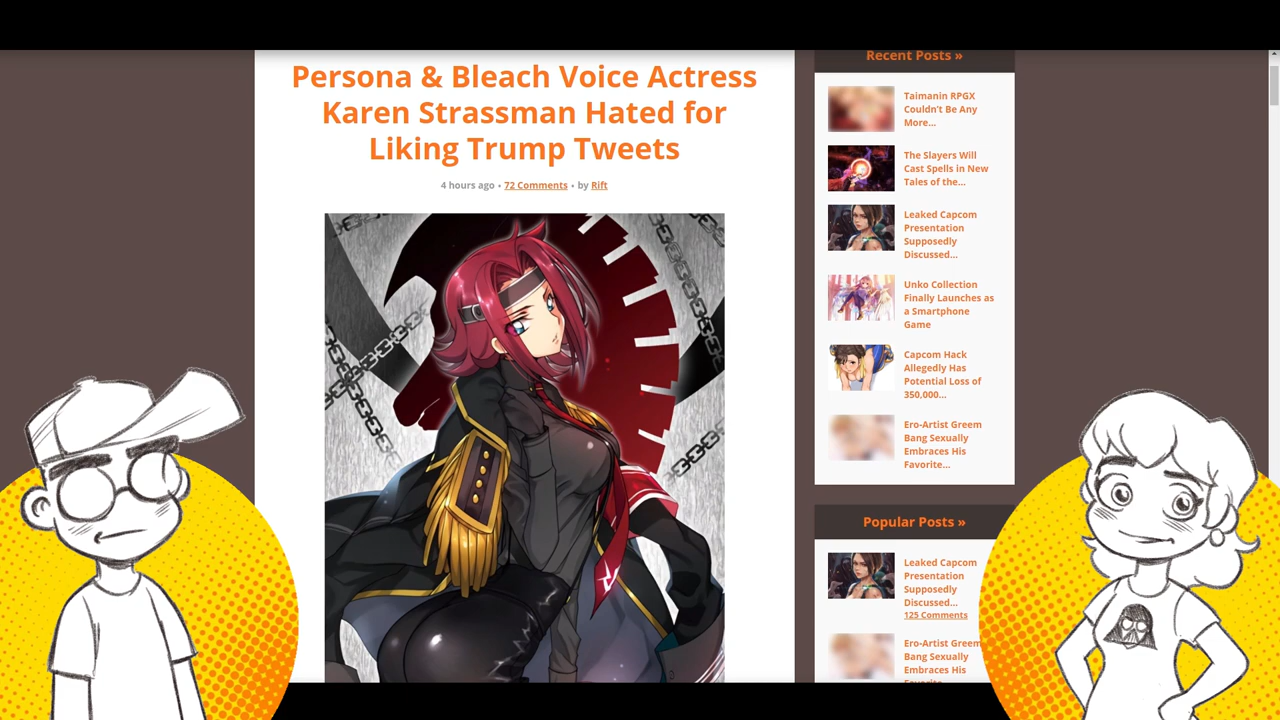 Persona & Bleach Voice Actress
Karen Strassman Hated for
Liking Trump Tweets
4 hours ago • 72 Comments • by Rift
Recent Posts »
Taimanin RPGX
Couldn't Be Any
More...
The Slayers Will
Cast Spells in New
Tales of the...
Leaked Capcom
Presentation
Supposedly
Discussed...
Unko Collection
Finally Launches as
a Smartphone
Game
Capcom Hack
Allegedly Has
Potential Loss of
350,000...
Ero-Artist Greem
Bang Sexually
Embraces His
Favorite...
Popular Posts »
Leaked Capcom
Presentation
Supposedly
Discussed...
125 Comments
Ero-Artist Greem
Bang Sexually
Embraces His